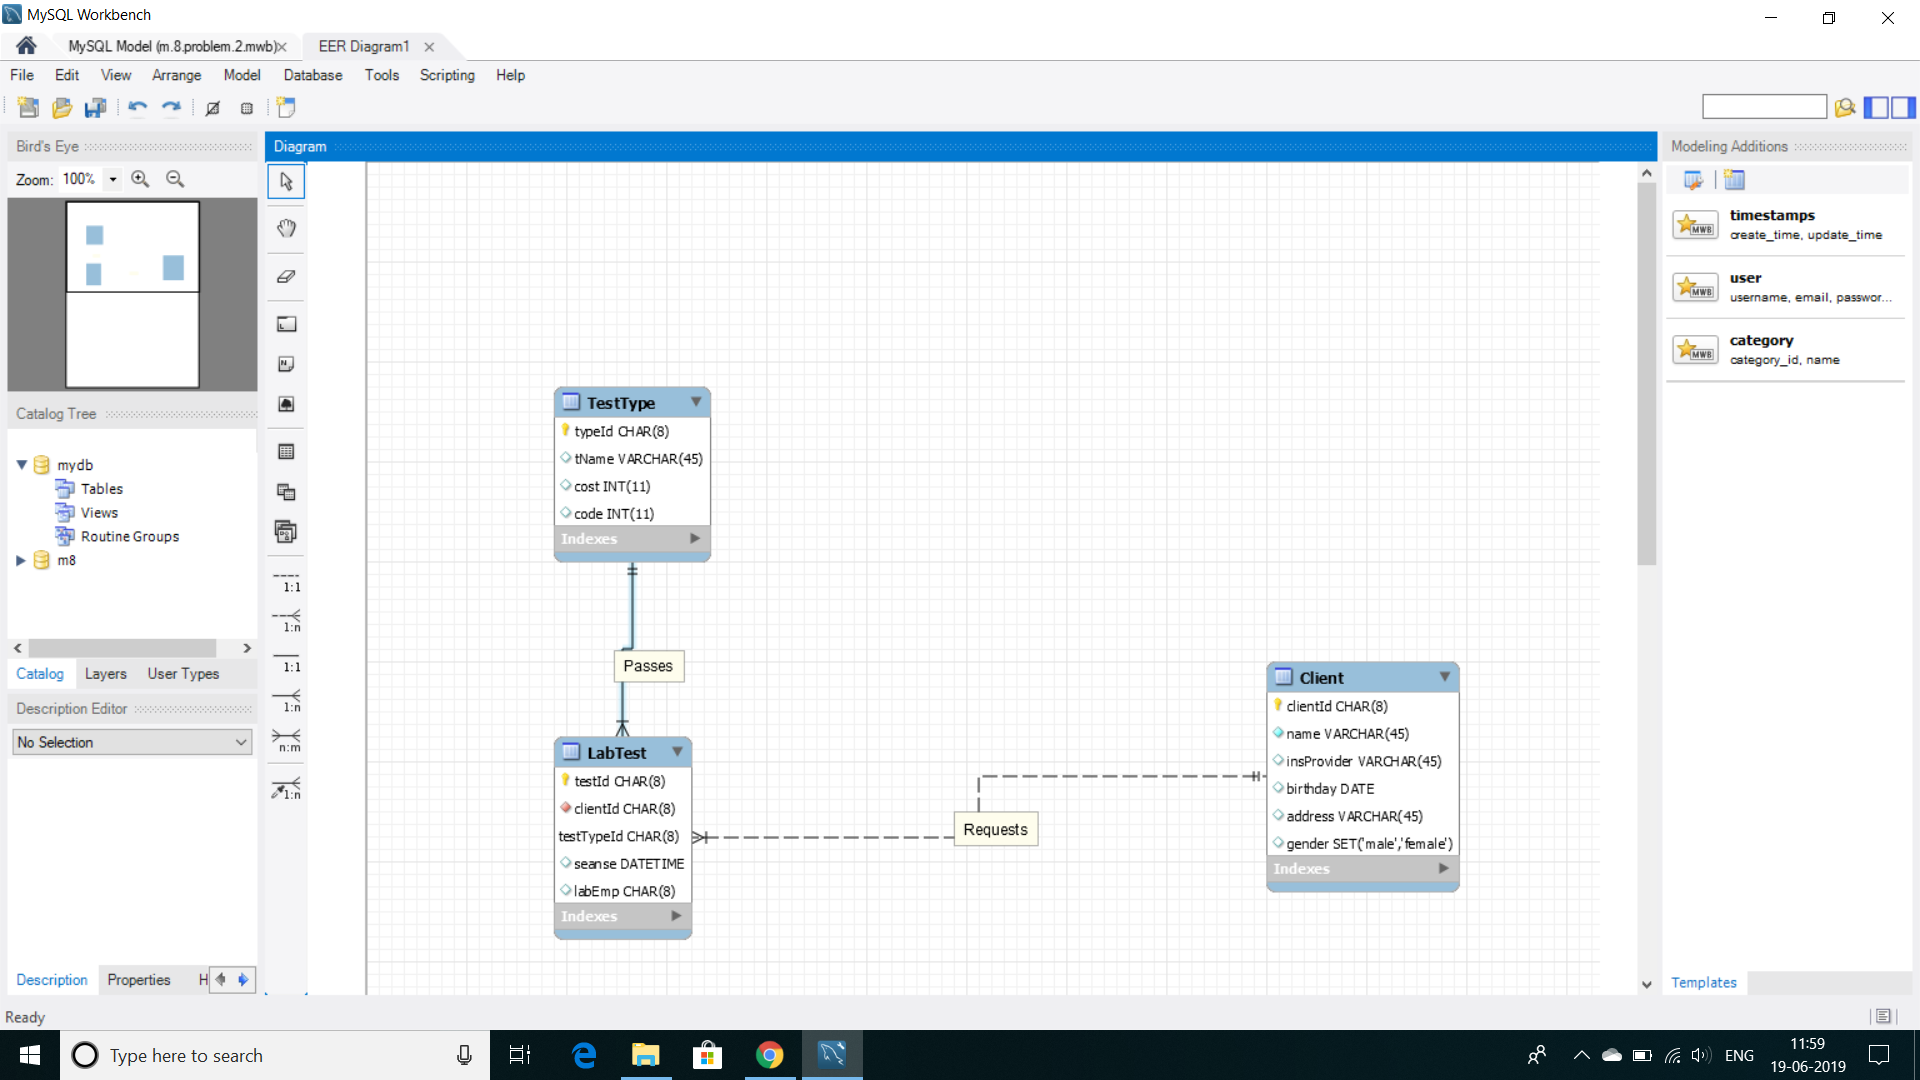 MySQL Workbench
MySQL Model (m.8.problem.2.mwb)
EER Diagram1
File Edit View Arrange Model Database Tools Scripting Help
Bird's Eye
Zoom: 100%
Catalog Tree
mydb
Tables
Views
Routine Groups
m8
Catalog Layers User Types
Description Editor
No Selection
Description Properties H
Diagram
1:1
1:n
1:1
1:n
n:m
1:n
TestType
typeId CHAR(8)
tName VARCHAR(45)
cost INT(11)
code INT(11)
Indexes
Passes
LabTest
testId CHAR(8)
clientId CHAR(8)
testTypeId CHAR(8)
seanse DATETIME
labEmp CHAR(8)
Indexes
Requests
Client
clientId CHAR(8)
name VARCHAR(45)
insProvider VARCHAR(45)
birthday DATE
address VARCHAR(45)
gender SET('male','female')
Indexes
Modeling Additions
MWB
timestamps
create_time, update_time
MWB
user
username, email, passwor...
MWB
category
category_id, name
Templates
Ready
Type here to search
ENG
11:59
19-06-2019